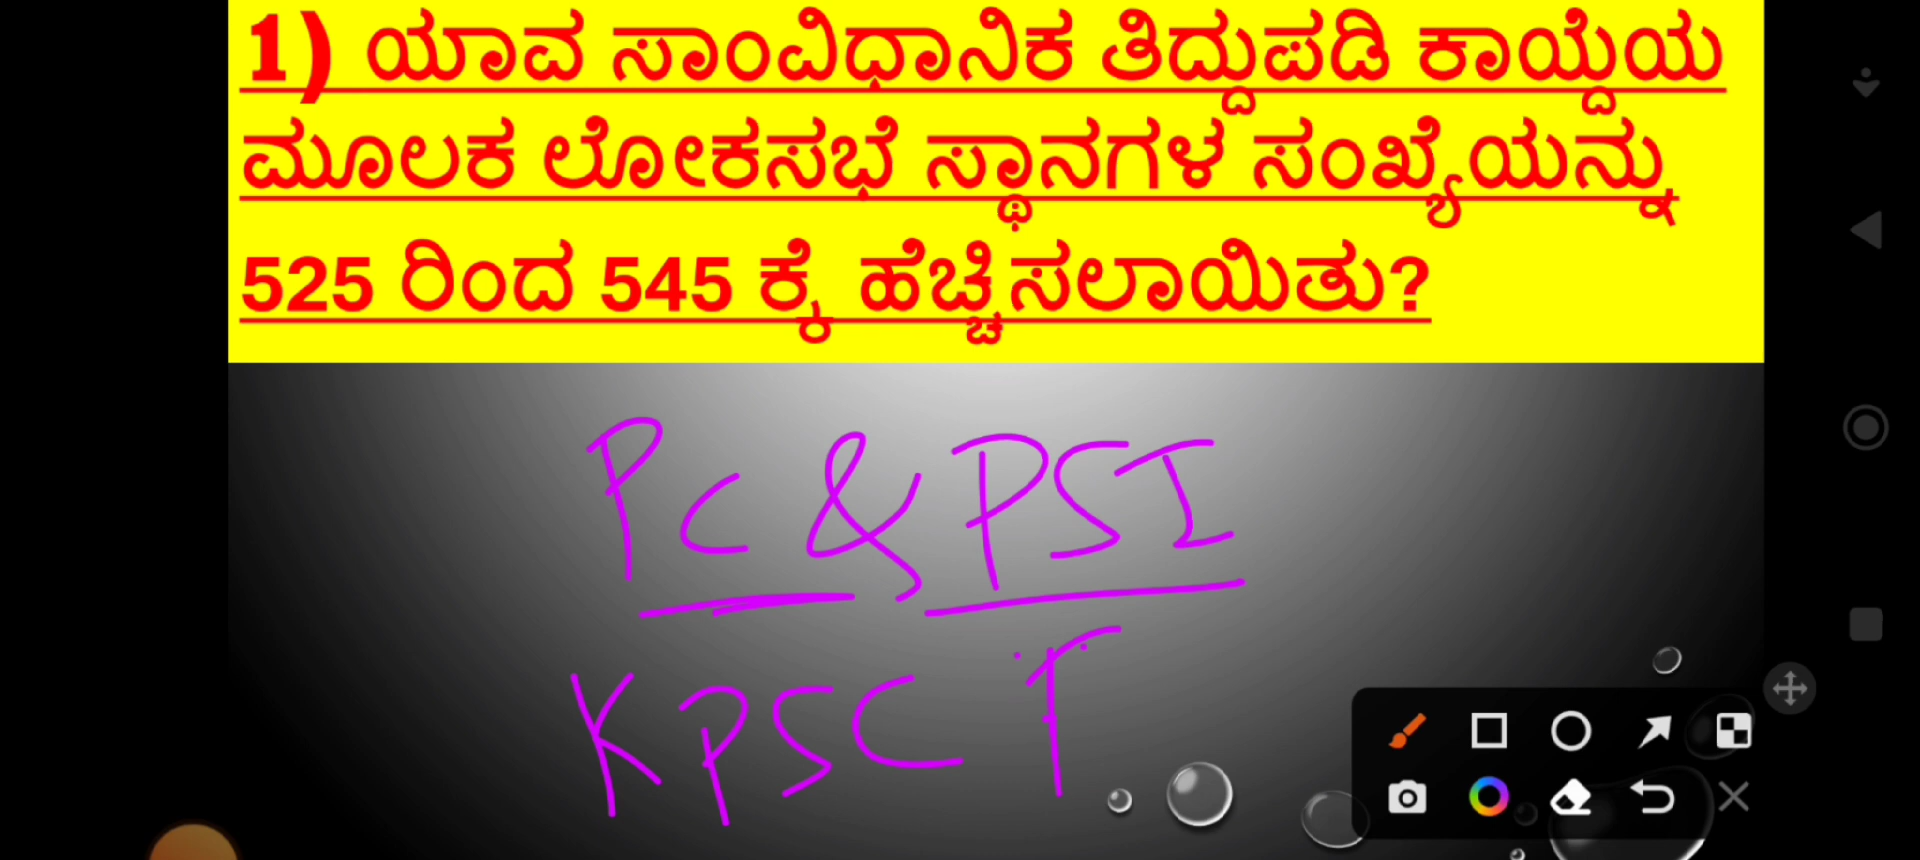 1) ಯಾವ ಸಾಂವಿಧಾನಿಕ ತಿದ್ದುಪಡಿ ಕಾಯ್ದೆಯ
ಮೂಲಕ ಲೋಕಸಭೆ ಸ್ಥಾನಗಳ ಸಂಖ್ಯೆಯನ್ನು
525 ರಿಂದ 545 ಕ್ಕೆ ಹೆಚ್ಚಿಸಲಾಯಿತು?
PC & PSI
KPSC T